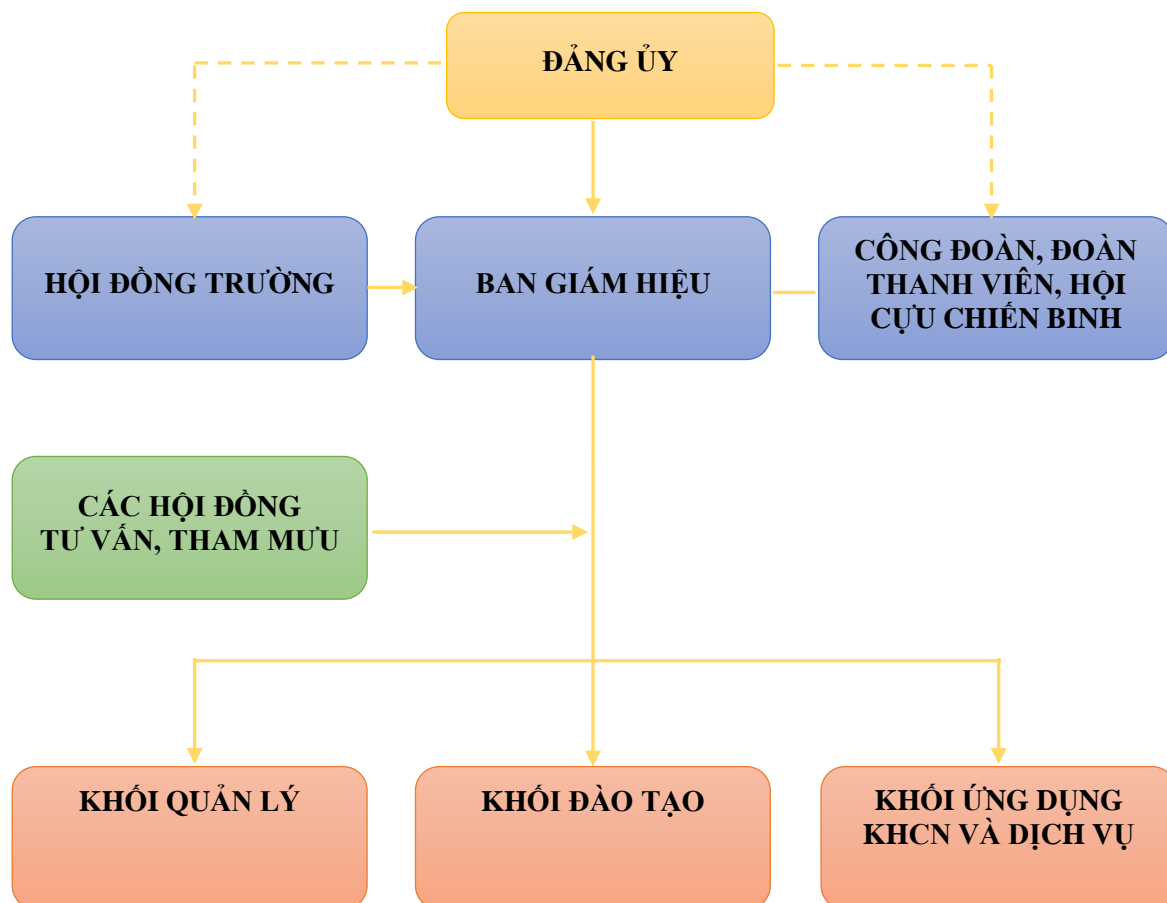 ĐẢNG ỦY
HỘI ĐỒNG TRƯỜNG
BAN GIÁM HIỆU
CÔNG ĐOÀN, ĐOÀN
THANH VIÊN, HỘI
CỰU CHIẾN BINH
CÁC HỘI ĐỒNG
TƯ VẤN, THAM MƯU
KHỐI QUẢN LÝ
KHỐI ĐÀO TẠO
KHỐI ỨNG DỤNG
KHCN VÀ DỊCH VỤ